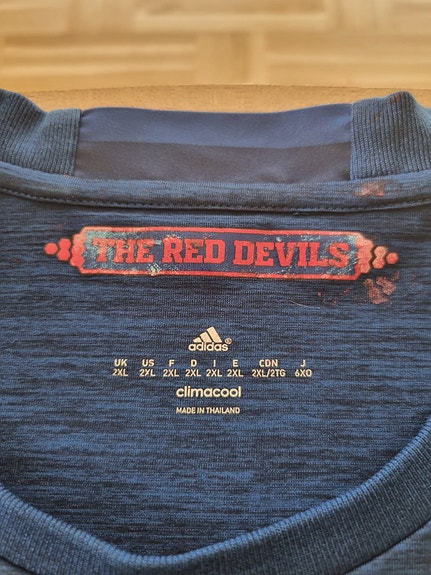 THE RED DEVILS
adidas®
UK US F D I E CDN J
2XL 2XL 2XL 2XL 2XL 2XL 2XL/2TG 6XO
climacool
MADE IN THAILAND